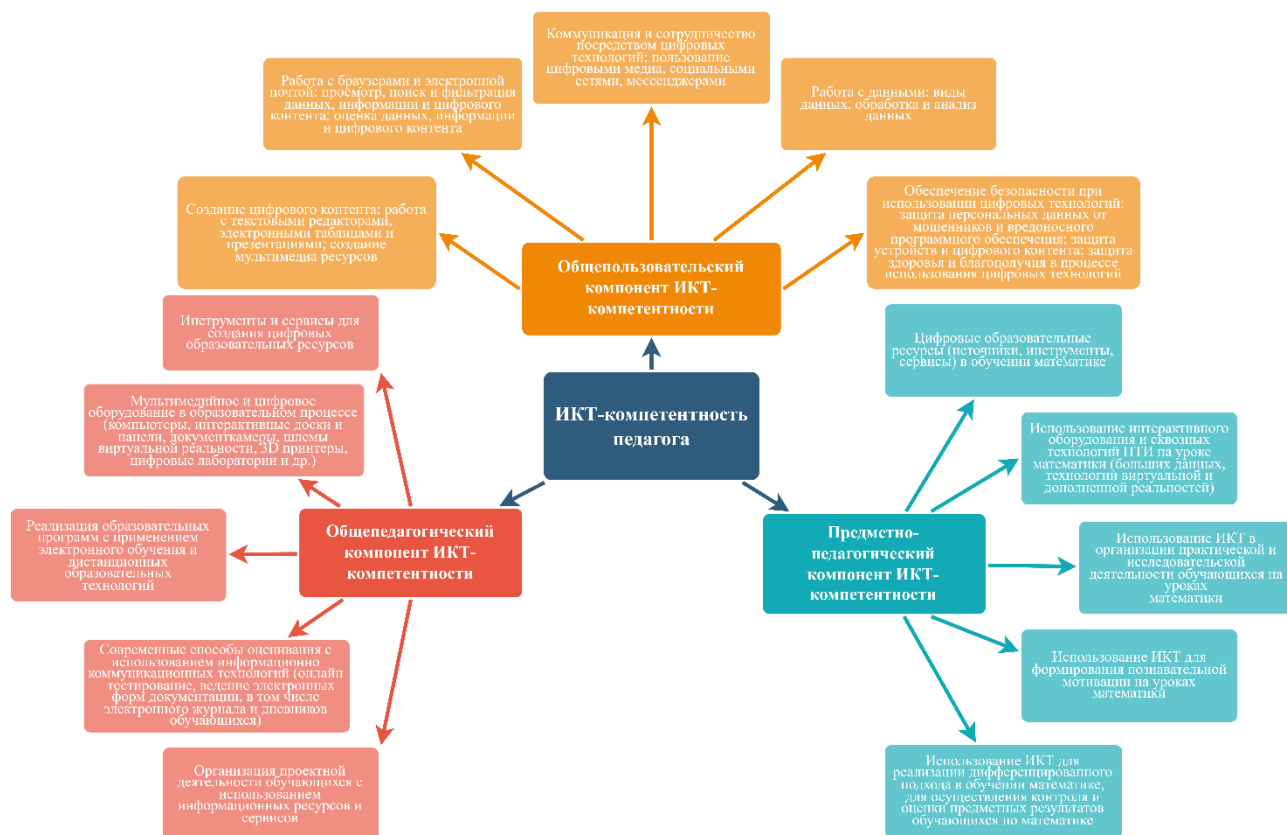 Коммуникация и сотрудничество
посредством цифровых
технологий; пользование
цифровыми медиа, социальными
сетями, мессенджерами
Работа с браузерами и электронной
почтой: просмотр, поиск и фильтрация
данных, информации и цифрового
контента; оценка данных, информации
и цифрового контента
Работа с данными: виды
данных, обработка и анализ
данных
Создание цифрового контента: работа
с текстовыми редакторами,
электронными таблицами и
презентациями; создание
мультимедиа ресурсов
Обеспечение безопасности при
использовании цифровых технологий:
защита персональных данных от
мошенников и вредоносного
программного обеспечения; защита
устройств и цифрового контента; защита
здоровья и благополучия в процессе
использования цифровых технологий
Общепользовательский
компонент ИКТ-
компетентности
ИКТ-компетентность
педагога
Инструменты и сервисы для
создания цифровых
образовательных ресурсов
Мультимедийное и цифровое
оборудование в образовательном процессе
(компьютеры, интерактивные доски и
панели, документкамеры, шлемы
виртуальной реальности, 3D принтеры,
цифровые лаборатории и др.)
Общепедагогический
компонент ИКТ-
компетентности
Реализация образовательных
программ с применением
электронного обучения и
дистанционных
образовательных
технологий
Современные способы оценивания с
использованием информационно
коммуникационных технологий (онлайн
тестирование, ведение электронных
форм документации, в том числе
электронного журнала и дневников
обучающихся)
Организация проектной
деятельности обучающихся с
использованием
информационных ресурсов и
сервисов
Цифровые образовательные
ресурсы (источники, инструменты,
сервисы) в обучении математике
Использование интерактивного
оборудования и сквозных
технологий НТИ на уроке
математики (больших данных,
технологий виртуальной и
дополненной реальностей)
Предметно-
педагогический
компонент ИКТ-
компетентности
Использование ИКТ в
организации практической и
исследовательской
деятельности обучающихся на
уроках
математики
Использование ИКТ для
формирования познавательной
мотивации на уроках
математики
Использование ИКТ для
реализации дифференцированного
подхода в обучении математике,
для осуществления контроля и
оценки предметных результатов
обучающихся по математике